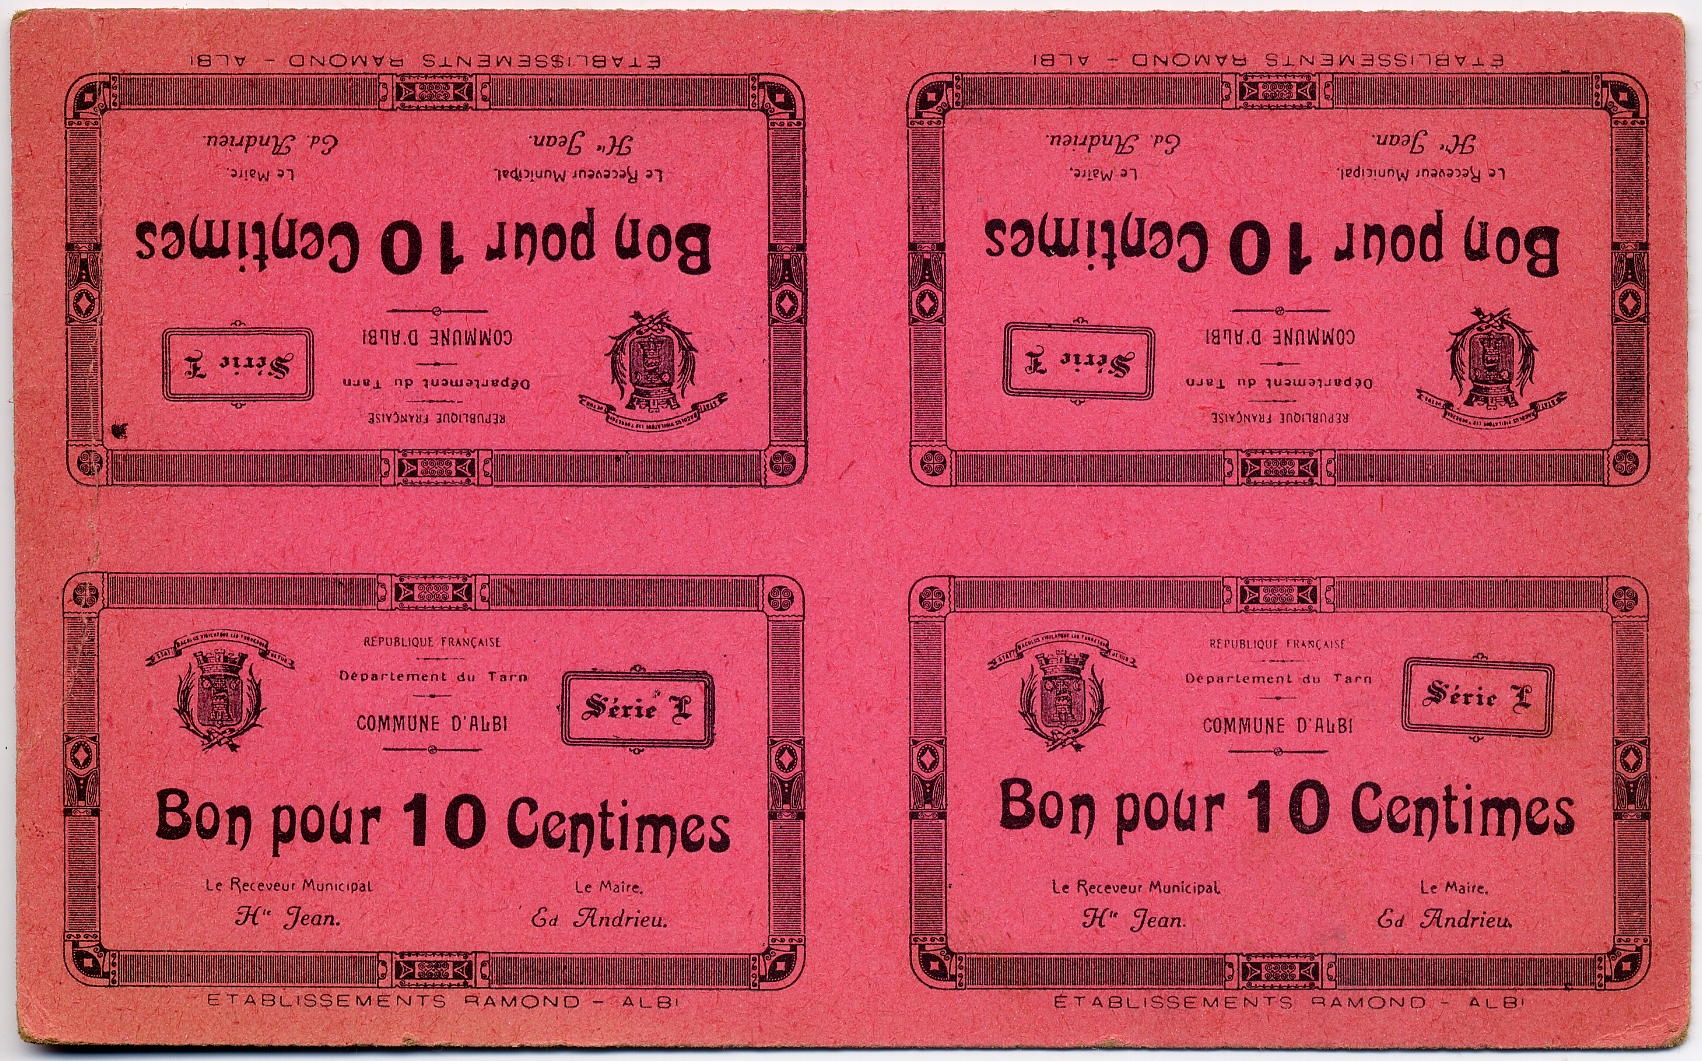 RÉPUBLIQUE FRANÇAISE
Département du Tarn
COMMUNE D'ALBI
Série L
Bon pour 10 Centimes
Le Receveur Municipal
Le Maire,
Hte Jean.
Ed Andrieu.
ETABLISSEMENTS RAMOND - ALBI
RÉPUBLIQUE FRANÇAISE
Département du Tarn
COMMUNE D'ALBI
Série L
Bon pour 10 Centimes
Le Receveur Municipal
Le Maire,
Hte Jean.
Ed Andrieu.
ETABLISSEMENTS RAMOND - ALBI
RÉPUBLIQUE FRANÇAISE
Département du Tarn
COMMUNE D'ALBI
Série L
Bon pour 10 Centimes
Le Receveur Municipal
Le Maire,
Hte Jean.
Ed Andrieu.
ETABLISSEMENTS RAMOND - ALBI
RÉPUBLIQUE FRANÇAISE
Département du Tarn
COMMUNE D'ALBI
Série L
Bon pour 10 Centimes
Le Receveur Municipal
Le Maire,
Hte Jean.
Ed Andrieu.
ETABLISSEMENTS RAMOND - ALBI